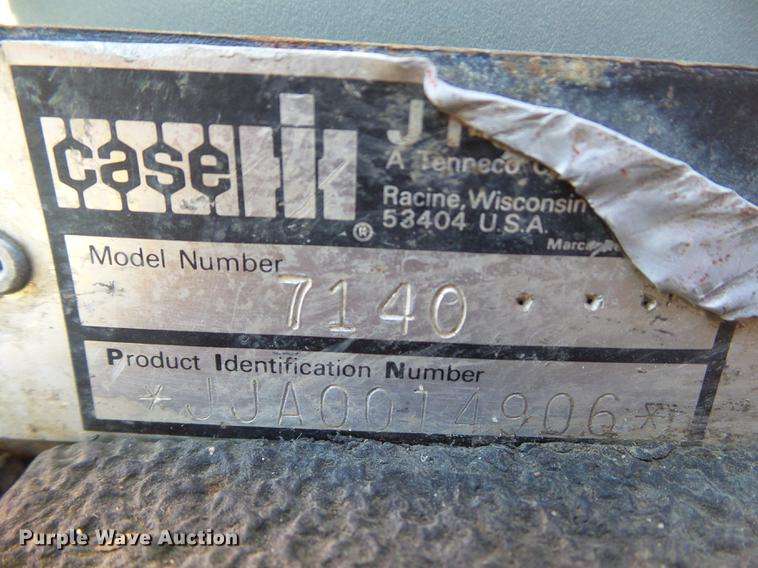 case IH
J I
A Tenneco
Racine, Wisconsin
53404 U.S.A.
®
Model Number
7140 . . .
Product Identification Number
*JJA0014906*
Purple Wave Auction